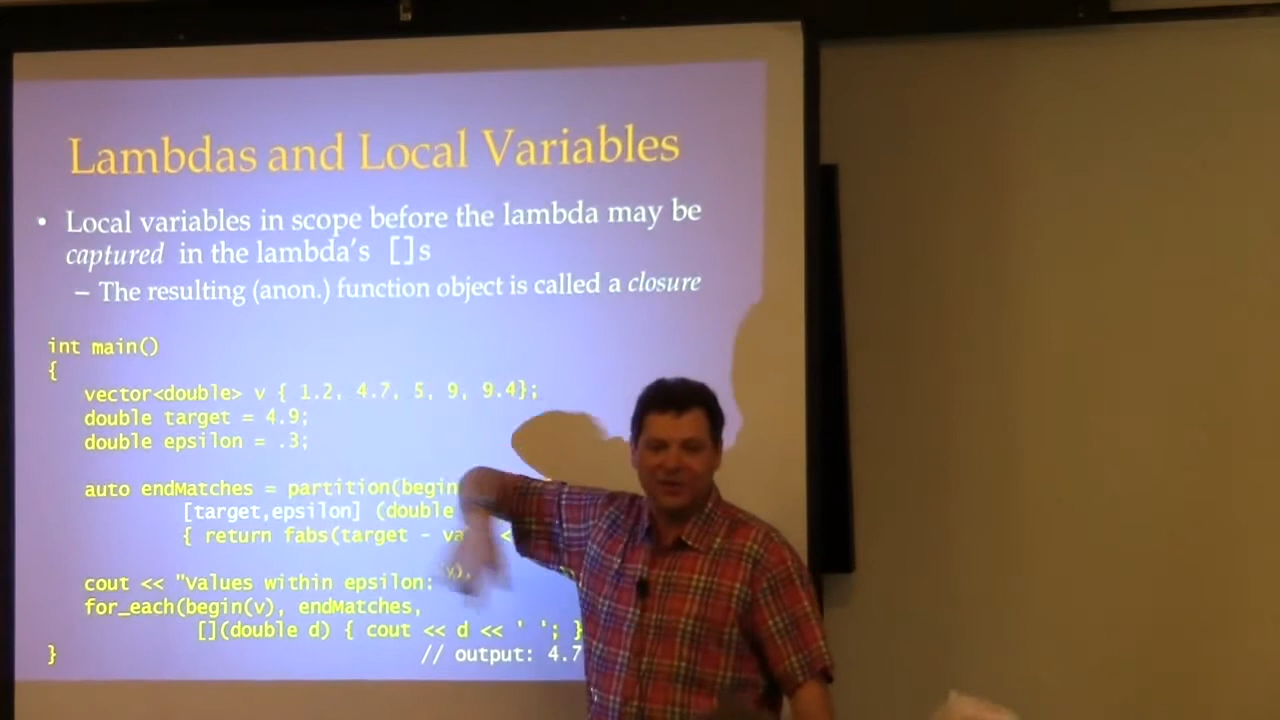 Lambdas and Local Variables
• Local variables in scope before the lambda may be
captured in the lambda's []s
– The resulting (anon.) function object is called a closure
int main()
{
vector<double> v { 1.2, 4.7, 5, 9, 9.4};
double target = 4.9;
double epsilon = .3;
auto endMatches = partition(begin
[target,epsilon] (double
{ return fabs(target - va <
cout << "Values within epsilon:
for_each(begin(v), endMatches,
[](double d) { cout << d << ' '; }
// output: 4.7
}